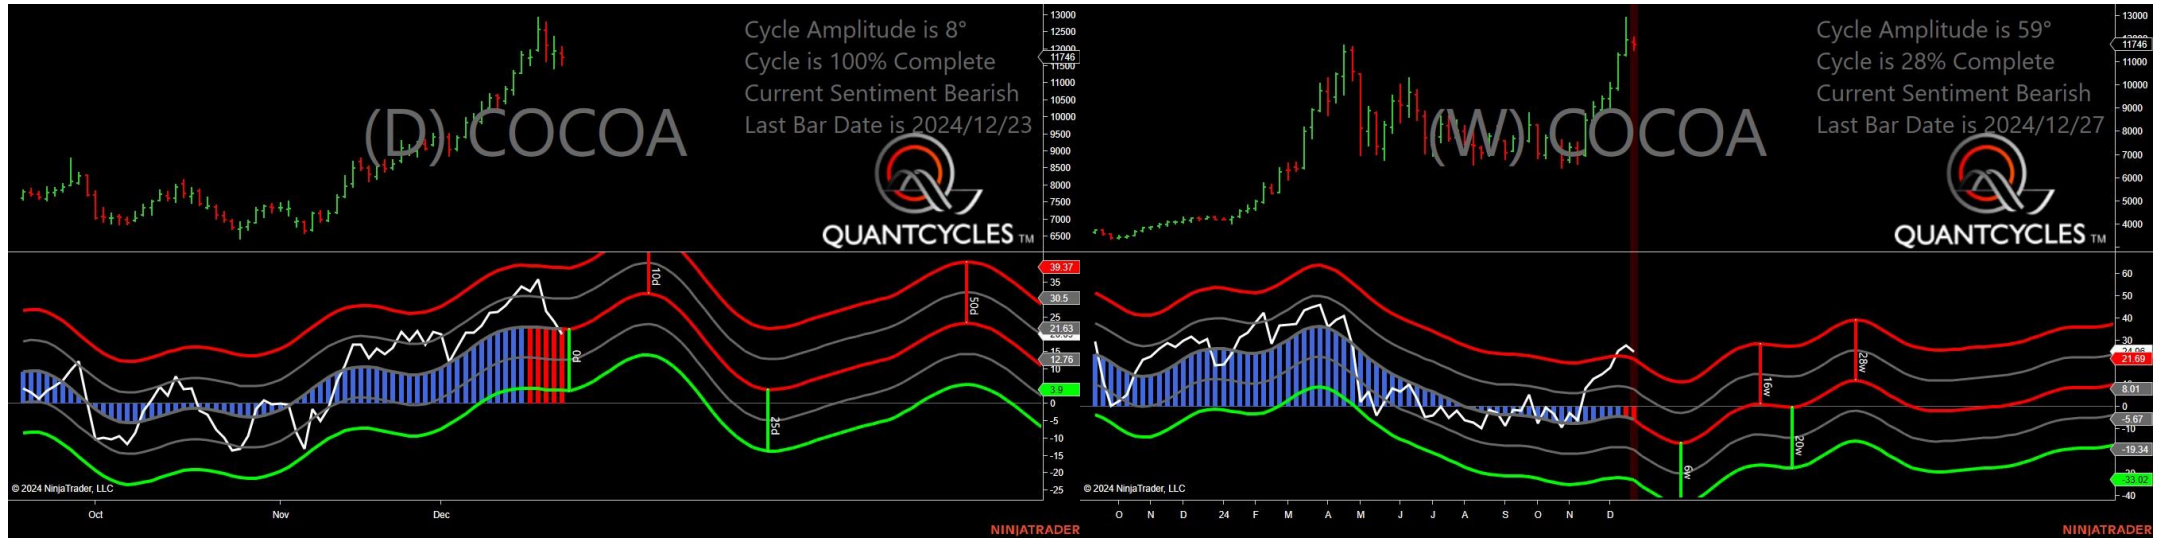 Cycle Amplitude is 8°
Cycle is 100% Complete
Current Sentiment Bearish
Last Bar Date is 2024/12/23
(D) COCOA
QUANTCYCLES TM
13000
12500
12000
11746
11500
10500
10000
9500
9000
8500
8000
7500
7000
6500
10d
50d
0d
25d
39.37
35
30.5
25
21.63
15
12.76
10
3.9
0
-5
-10
-15
-20
-25
© 2024 NinjaTrader, LLC
Oct
Nov
Dec
NINJATRADER
Cycle Amplitude is 59°
Cycle is 28% Complete
Current Sentiment Bearish
Last Bar Date is 2024/12/27
(W) COCOA
QUANTCYCLES TM
13000
11746
11000
10000
9000
8000
7000
6000
5000
4000
16w
28w
6w
20w
60
50
40
30
21.69
8.01
0
-5.67
-10
-19.34
-33.02
-40
© 2024 NinjaTrader, LLC
O
N
D
24
F
M
A
M
J
J
A
S
O
N
D
NINJATRADER